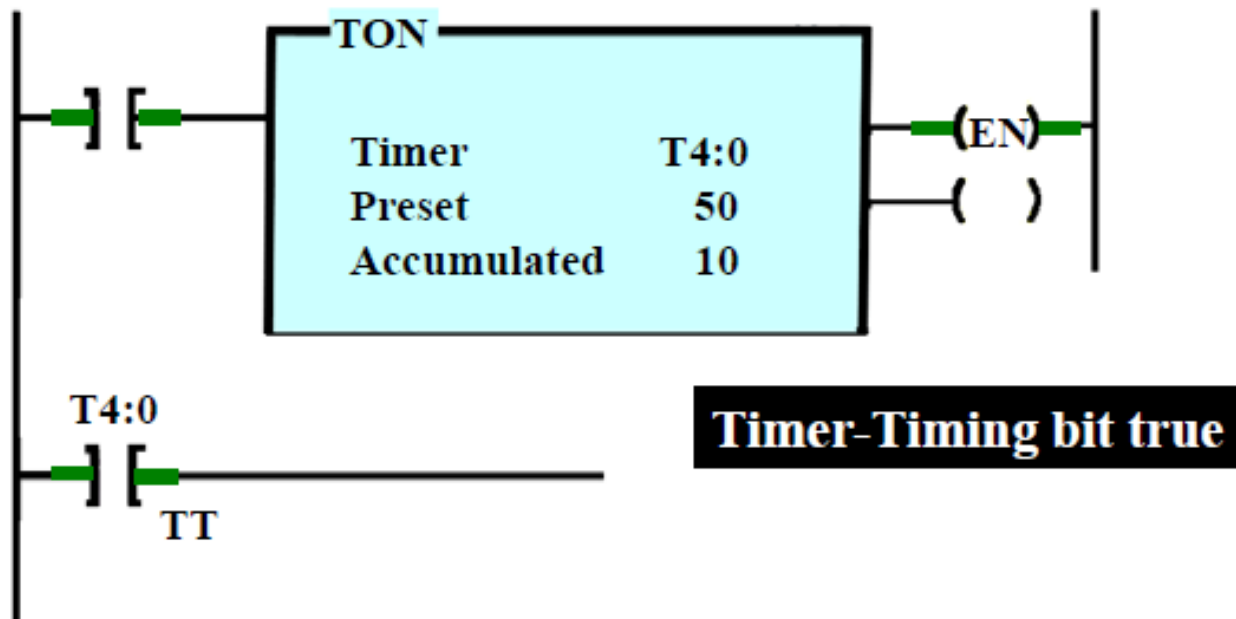 TON
(EN)
Timer T4:0
Preset 50
Accumulated 10
( )
T4:0
Timer-Timing bit true
TT